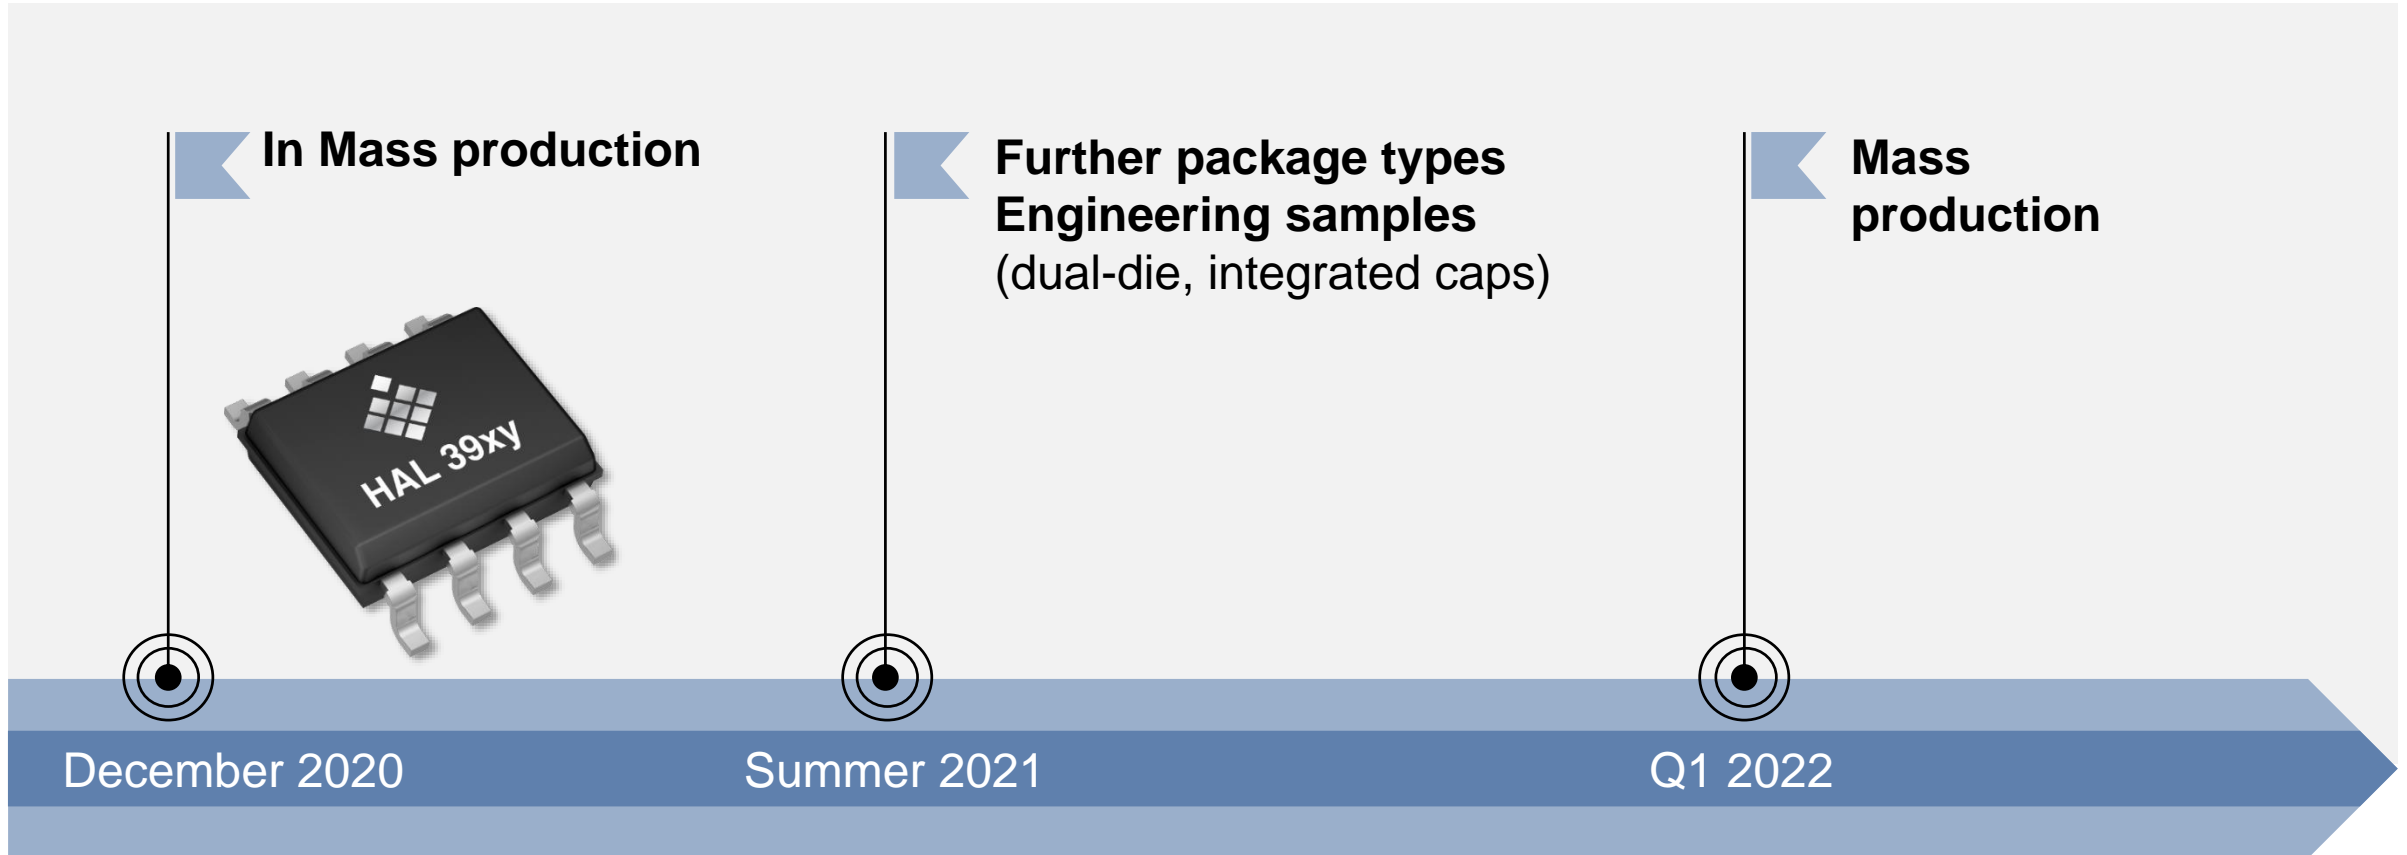 In Mass production
Further package types
Engineering samples
(dual-die, integrated caps)
Mass
production
HAL 39xy
December 2020
Summer 2021
Q1 2022